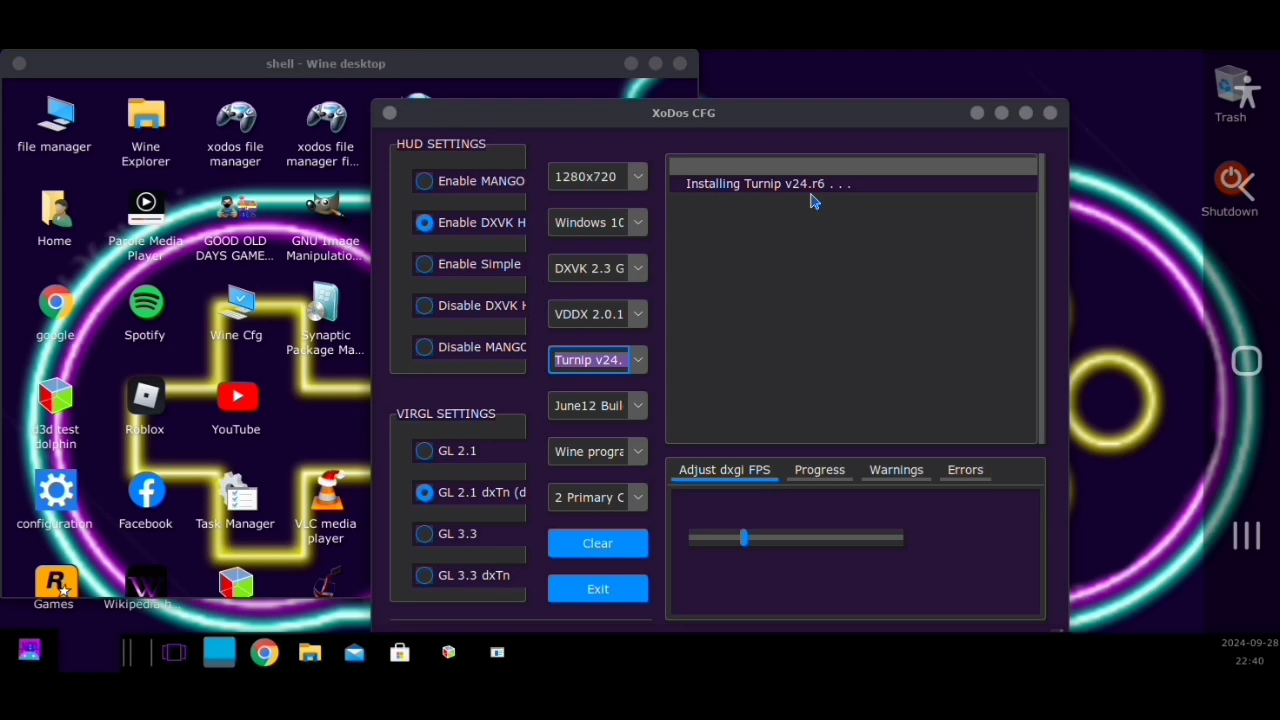 shell - Wine desktop
file manager
Wine
Explorer
xodos file
manager
xodos file
manager fi...
Home
Parole Media
Player
GOOD OLD
DAYS GAME...
GNU Image
Manipulatio...
google
Spotify
Wine Cfg
Synaptic
Package Ma...
d3d test
dolphin
Roblox
YouTube
configuration
Facebook
Task Manager
VLC media
player
Games
Wikipedia h...
XoDos CFG
HUD SETTINGS
Enable MANGO
Enable DXVK H
Enable Simple
Disable DXVK H
Disable MANGO
VIRGL SETTINGS
GL 2.1
GL 2.1 dxTn (d
GL 3.3
GL 3.3 dxTn
1280x720
Windows 10
DXVK 2.3 G
VDDX 2.0.1
Turnip v24.
June12 Buil
Wine progra
2 Primary C
Clear
Exit
Installing Turnip v24.r6 . . .
Adjust dxgi FPS
Progress
Warnings
Errors
Trash
Shutdown
2024-09-28
22:40